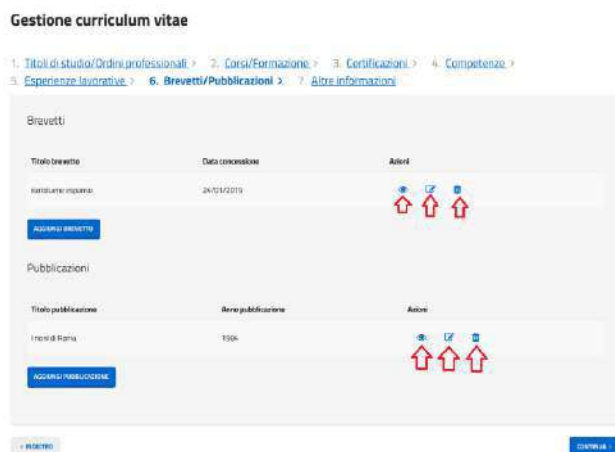 Gestione curriculum vitae
1. Titoli di studio/Ordini professionali > 2. Corsi/Formazione > 3. Certificazioni > 4. Competenze >
5. Esperienze lavorative > 6. Brevetti/Pubblicazioni > 7. Altre informazioni
Brevetti
Titolo brevetto Data concessione Azioni
24/01/2019
AGGIUNGI BREVETTO
Pubblicazioni
Titolo pubblicazione Anno pubblicazione Azioni
di Roma
AGGIUNGI PUBBLICAZIONE
< INDIETRO CONTINUA >